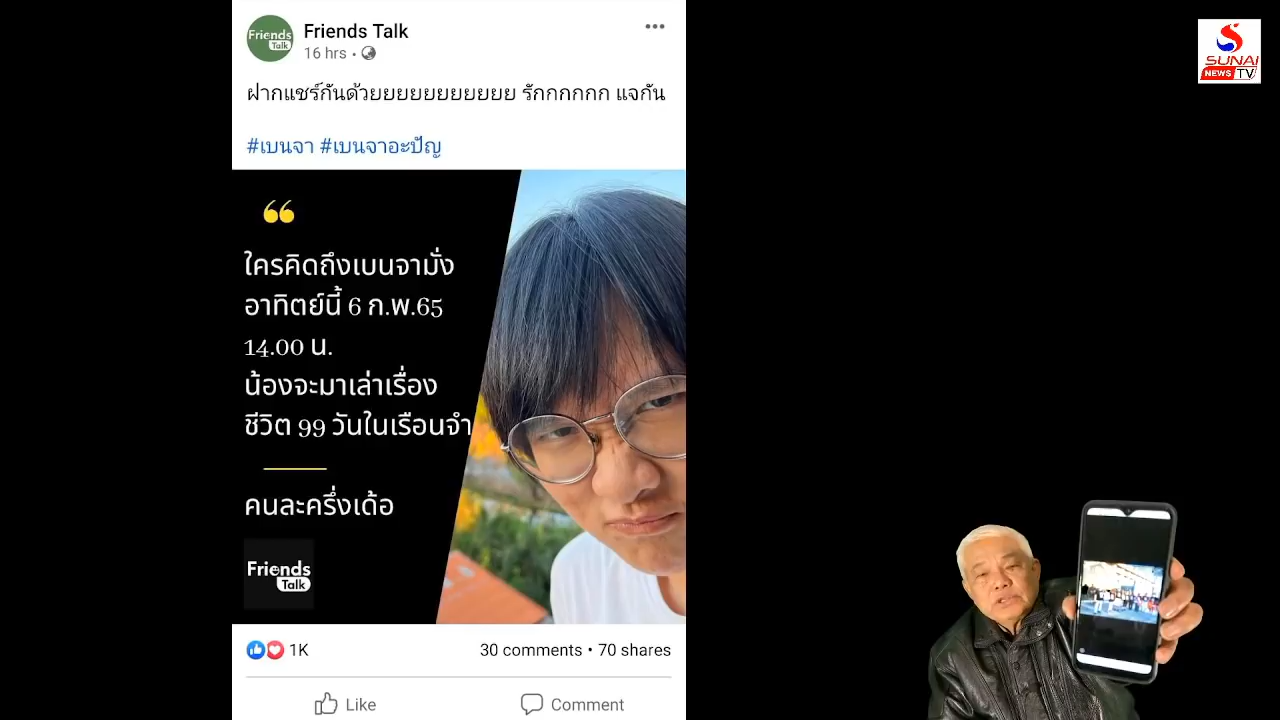 Friends Talk
Friends Talk
16 hrs •
ฝากแชร์กันด้วยยยยยยยยยยย รักกกกกก แจกัน
#เบนจา #เบนจาอะปัญ
ใครคิดถึงเบนจามั่ง
อาทิตย์นี้ 6 ก.พ.65
14.00 น.
น้องจะมาเล่าเรื่อง
ชีวิต 99 วันในเรือนจำ
คนละครึ่งเด้อ
Friends
Talk
1K
30 comments • 70 shares
Like
Comment
SUNAI
NEWS TV